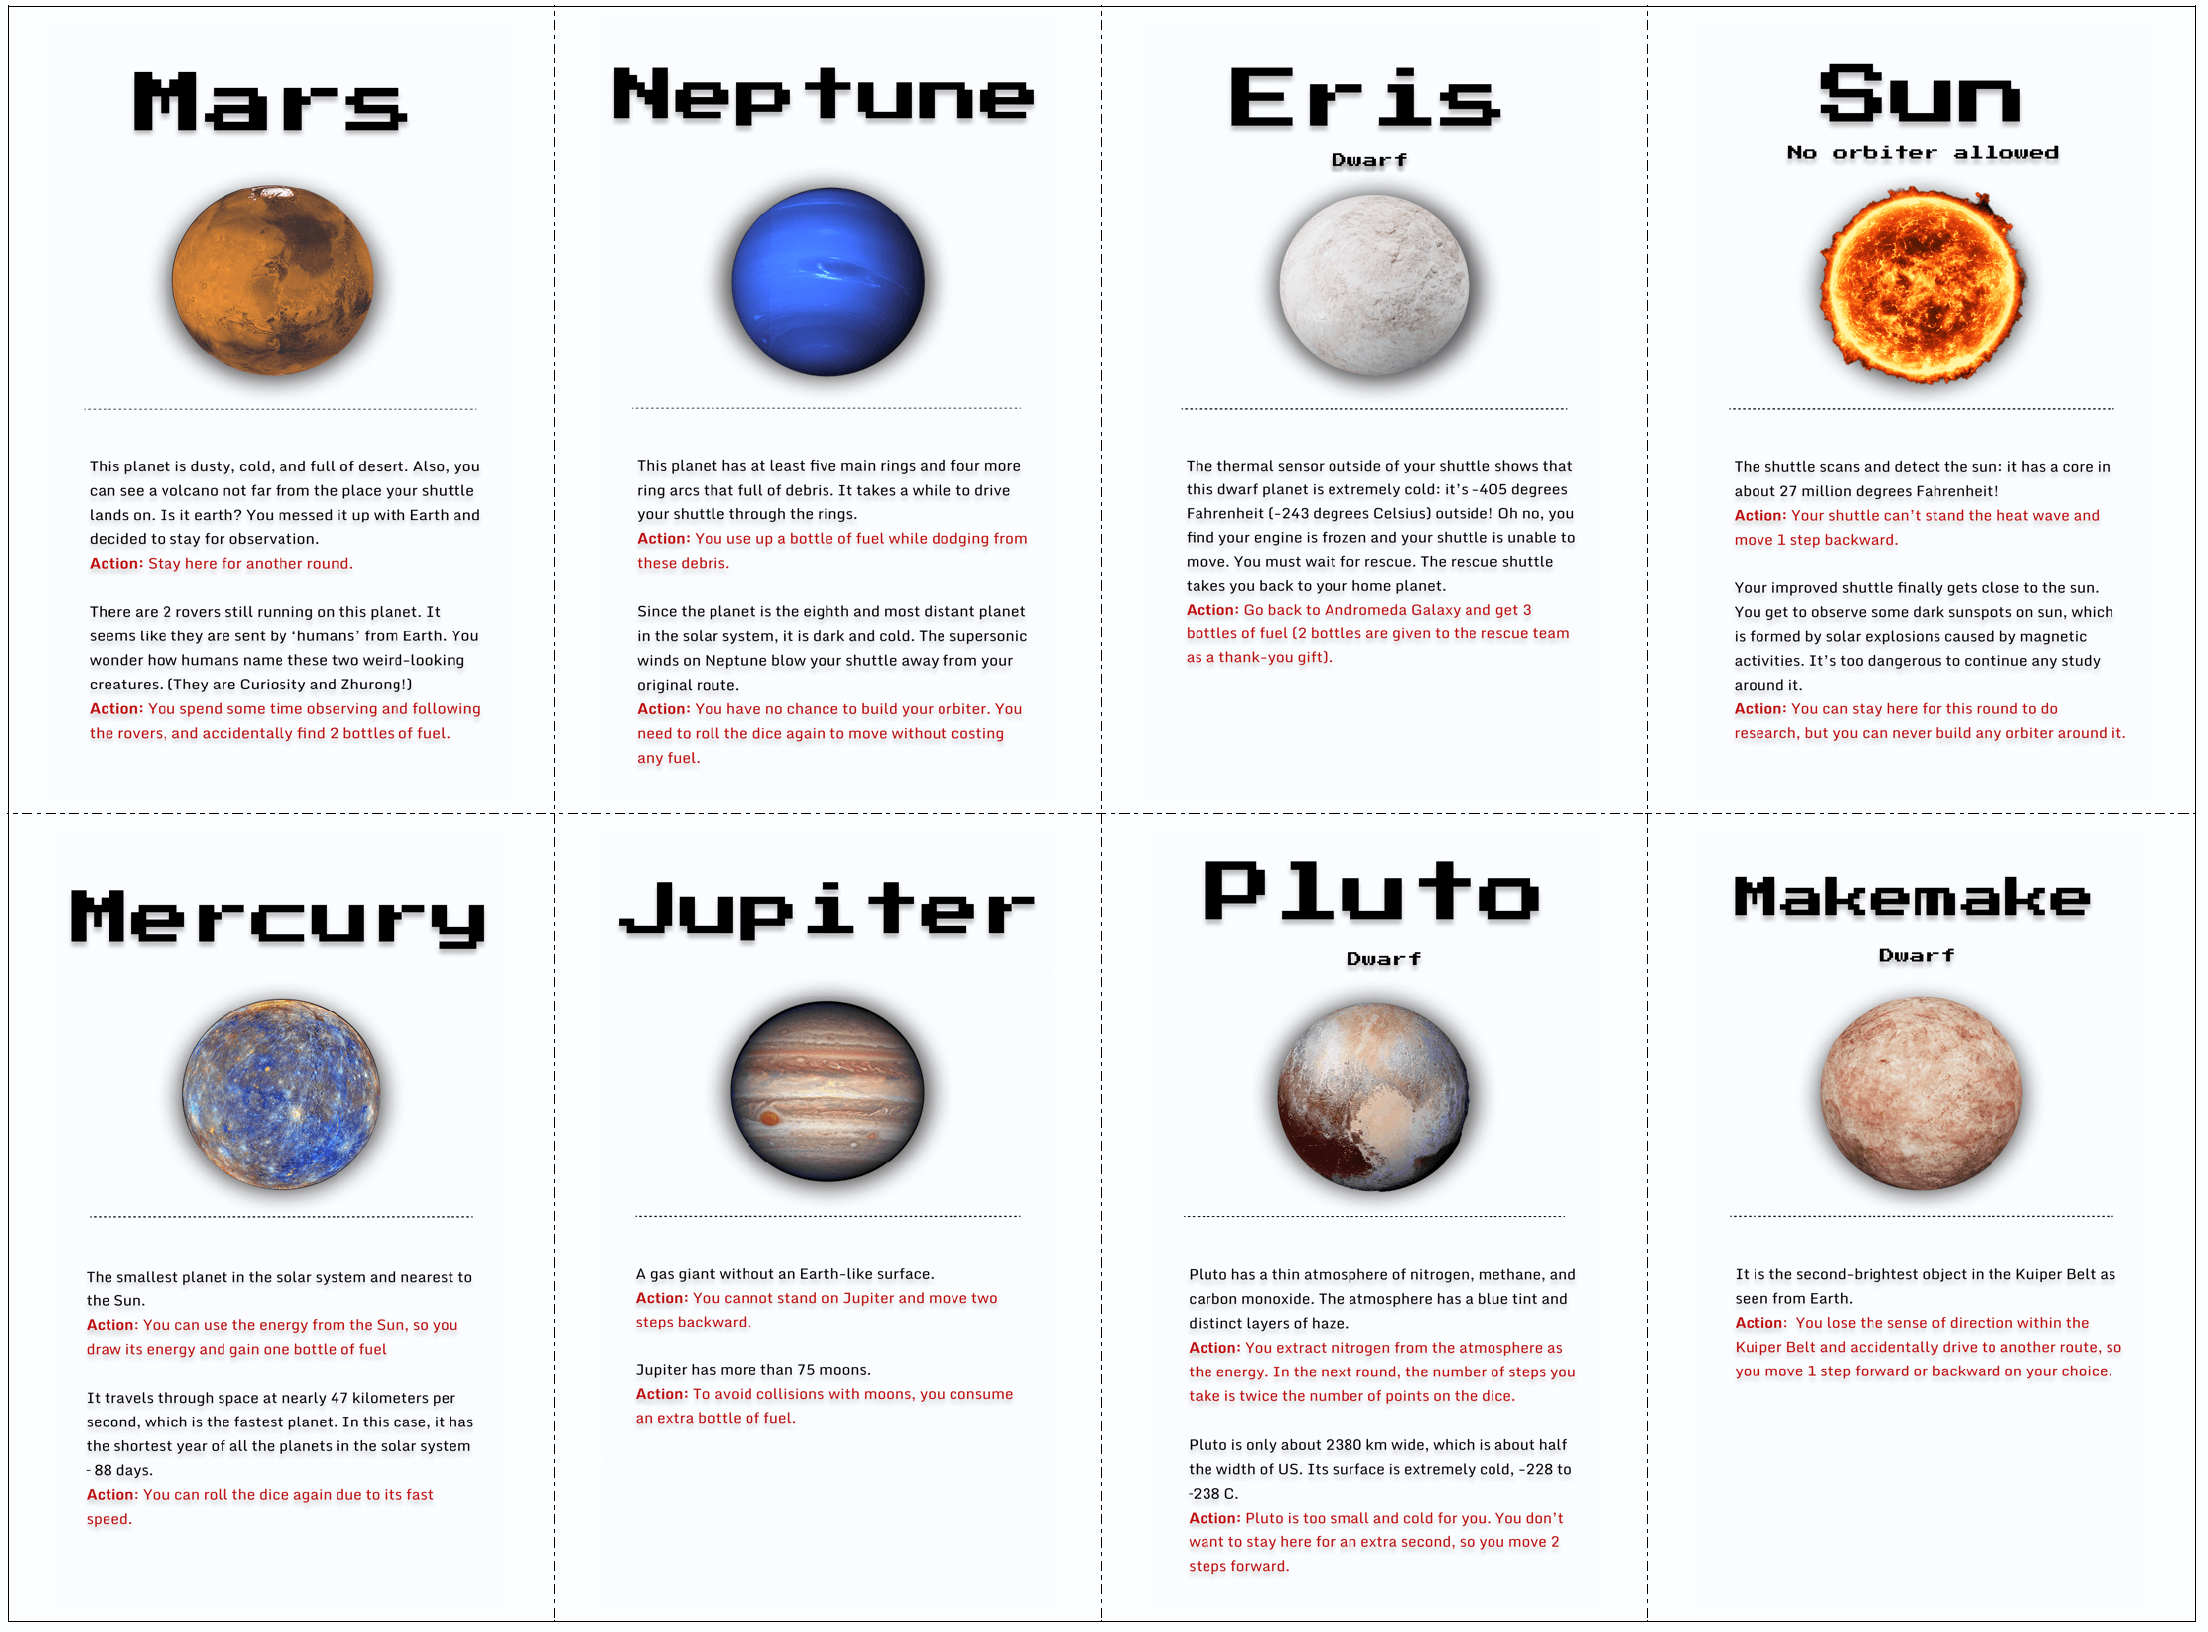 Mars
This planet is dusty, cold, and full of desert. Also, you
can see a volcano not far from the place your shuttle
lands on. Is it earth? You messed it up with Earth and
decided to stay for observation.
Action: Stay here for another round.
There are 2 rovers still running on this planet. It
seems like they are sent by ‘humans’ from Earth. You
wonder how humans name these two weird-looking
creatures. (They are Curiosity and Zhurong!)
Action: You spend some time observing and following
the rovers, and accidentally find 2 bottles of fuel.
Neptune
This planet has at least five main rings and four more
ring arcs that full of debris. It takes a while to drive
your shuttle through the rings.
Action: You use up a bottle of fuel while dodging from
these debris.
Since the planet is the eighth and most distant planet
in the solar system, it is dark and cold. The supersonic
winds on Neptune blow your shuttle away from your
original route.
Action: You have no chance to build your orbiter. You
need to roll the dice again to move without costing
any fuel.
Eris
Dwarf
The thermal sensor outside of your shuttle shows that
this dwarf planet is extremely cold: it’s -405 degrees
Fahrenheit (-243 degrees Celsius) outside! Oh no, you
find your engine is frozen and your shuttle is unable to
move. You must wait for rescue. The rescue shuttle
takes you back to your home planet.
Action: Go back to Andromeda Galaxy and get 3
bottles of fuel (2 bottles are given to the rescue team
as a thank-you gift).
Sun
No orbiter allowed
The shuttle scans and detect the sun: it has a core in
about 27 million degrees Fahrenheit!
Action: Your shuttle can’t stand the heat wave and
move 1 step backward.
Your improved shuttle finally gets close to the sun.
You get to observe some dark sunspots on sun, which
is formed by solar explosions caused by magnetic
activities. It’s too dangerous to continue any study
around it.
Action: You can stay here for this round to do
research, but you can never build any orbiter around it.
Mercury
The smallest planet in the solar system and nearest to
the Sun.
Action: You can use the energy from the Sun, so you
draw its energy and gain one bottle of fuel
It travels through space at nearly 47 kilometers per
second, which is the fastest planet. In this case, it has
the shortest year of all the planets in the solar system
- 88 days.
Action: You can roll the dice again due to its fast
speed.
Jupiter
A gas giant without an Earth-like surface.
Action: You cannot stand on Jupiter and move two
steps backward.
Jupiter has more than 75 moons.
Action: To avoid collisions with moons, you consume
an extra bottle of fuel.
Pluto
Dwarf
Pluto has a thin atmosphere of nitrogen, methane, and
carbon monoxide. The atmosphere has a blue tint and
distinct layers of haze.
Action: You extract nitrogen from the atmosphere as
the energy. In the next round, the number of steps you
take is twice the number of points on the dice.
Pluto is only about 2380 km wide, which is about half
the width of US. Its surface is extremely cold, -228 to
-238 C.
Action: Pluto is too small and cold for you. You don’t
want to stay here for an extra second, so you move 2
steps forward.
Makemake
Dwarf
It is the second-brightest object in the Kuiper Belt as
seen from Earth.
Action: You lose the sense of direction within the
Kuiper Belt and accidentally drive to another route, so
you move 1 step forward or backward on your choice.